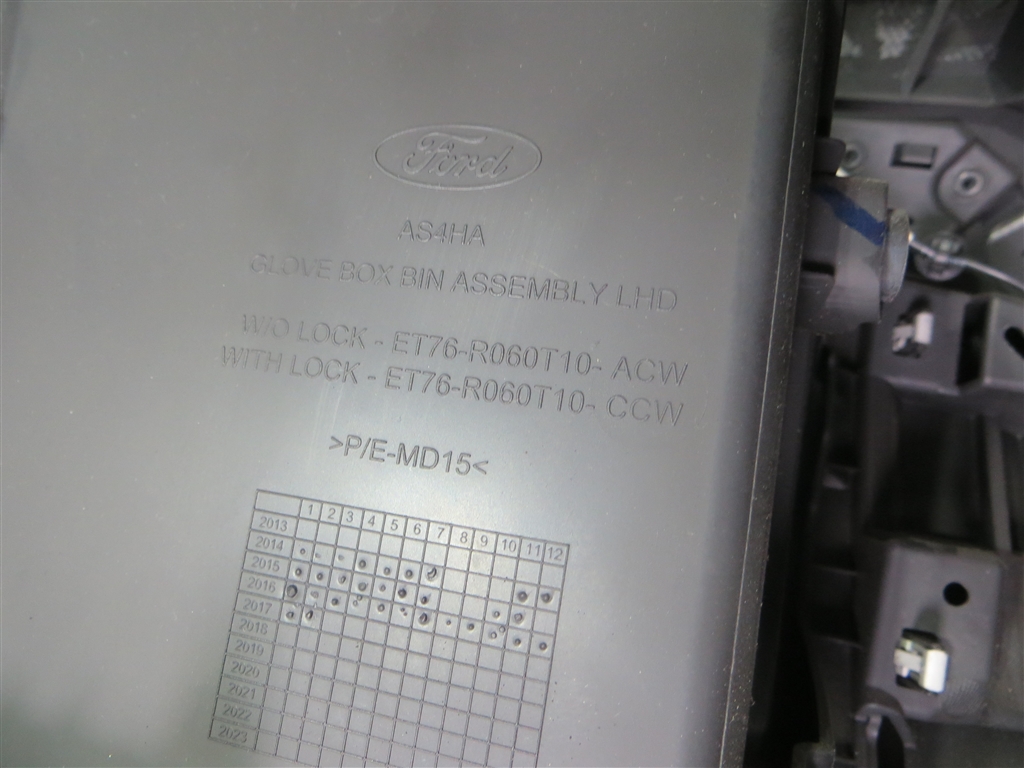 Ford
AS4HA
GLOVE BOX BIN ASSEMBLY LHD
W/O LOCK - ET76-R060T10- ACW
WITH LOCK - ET76-R060T10- CCW
>P/E-MD15<
1 2 3 4 5 6 7 8 9 10 11 12
2013
2014
2015
2016
2017
2018
2019
2020
2021
2022
2023